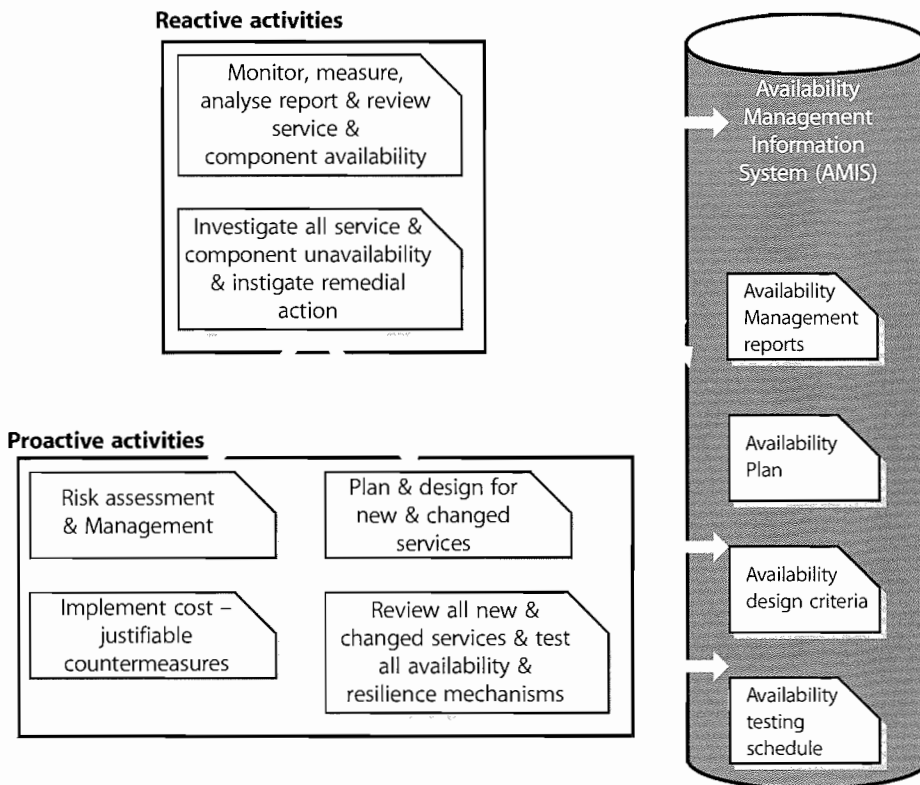 Reactive activities
Monitor, measure,
analyse report & review
service &
component availability
Investigate all service &
component unavailability
& instigate remedial
action
Proactive activities
Risk assessment
& Management
Plan & design for
new & changed
services
Implement cost –
justifiable
countermeasures
Review all new &
changed services & test
all availability &
resilience mechanisms
Availability
Management
Information
System (AMIS)
Availability
Management
reports
Availability
Plan
Availability
design criteria
Availability
testing
schedule